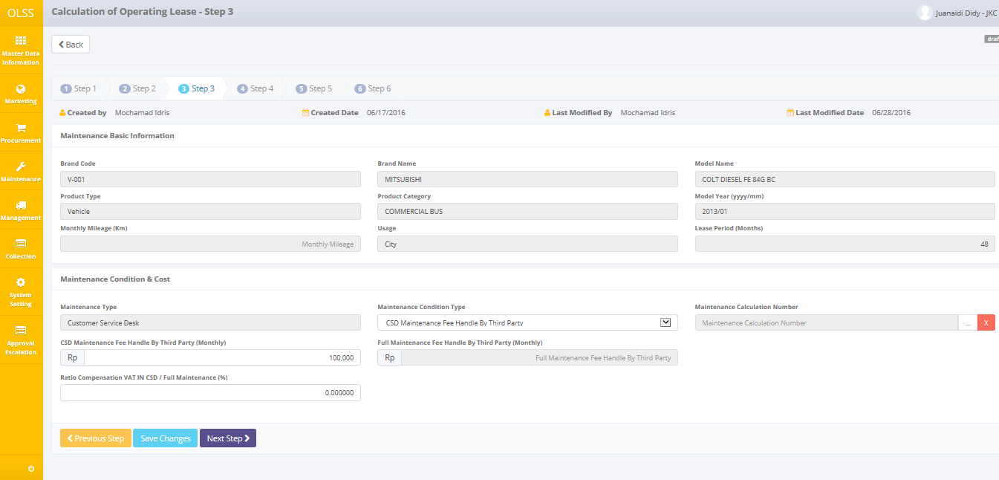 OLSS
Calculation of Operating Lease - Step 3
Juanaidi Didy - JKC
Back
Master Data
Information
Marketing
Procurement
Maintenance
Management
Collection
System
Setting
Approval
Escalation
1 Step 1 2 Step 2 3 Step 3 4 Step 4 5 Step 5 6 Step 6
Created by Mochamad Idris Created Date 06/17/2016 Last Modified By Mochamad Idris Last Modified Date 06/28/2016
Maintenance Basic Information
Brand Code Brand Name Model Name
V-001 MITSUBISHI COLT DIESEL FE 84G BC
Product Type Product Category Model Year (yyyy/mm)
Vehicle COMMERCIAL BUS 2013/01
Monthly Mileage (Km) Usage Lease Period (Months)
Monthly Mileage City 48
Maintenance Condition & Cost
Maintenance Type Maintenance Condition Type Maintenance Calculation Number
Customer Service Desk CSD Maintenance Fee Handle By Third Party Maintenance Calculation Number ... X
CSD Maintenance Fee Handle By Third Party (Monthly) Full Maintenance Fee Handle By Third Party (Monthly)
Rp 100,000 Rp Full Maintenance Fee Handle By Third Party
Ratio Compensation VAT IN CSD / Full Maintenance (%)
0.000000
Previous Step Save Changes Next Step